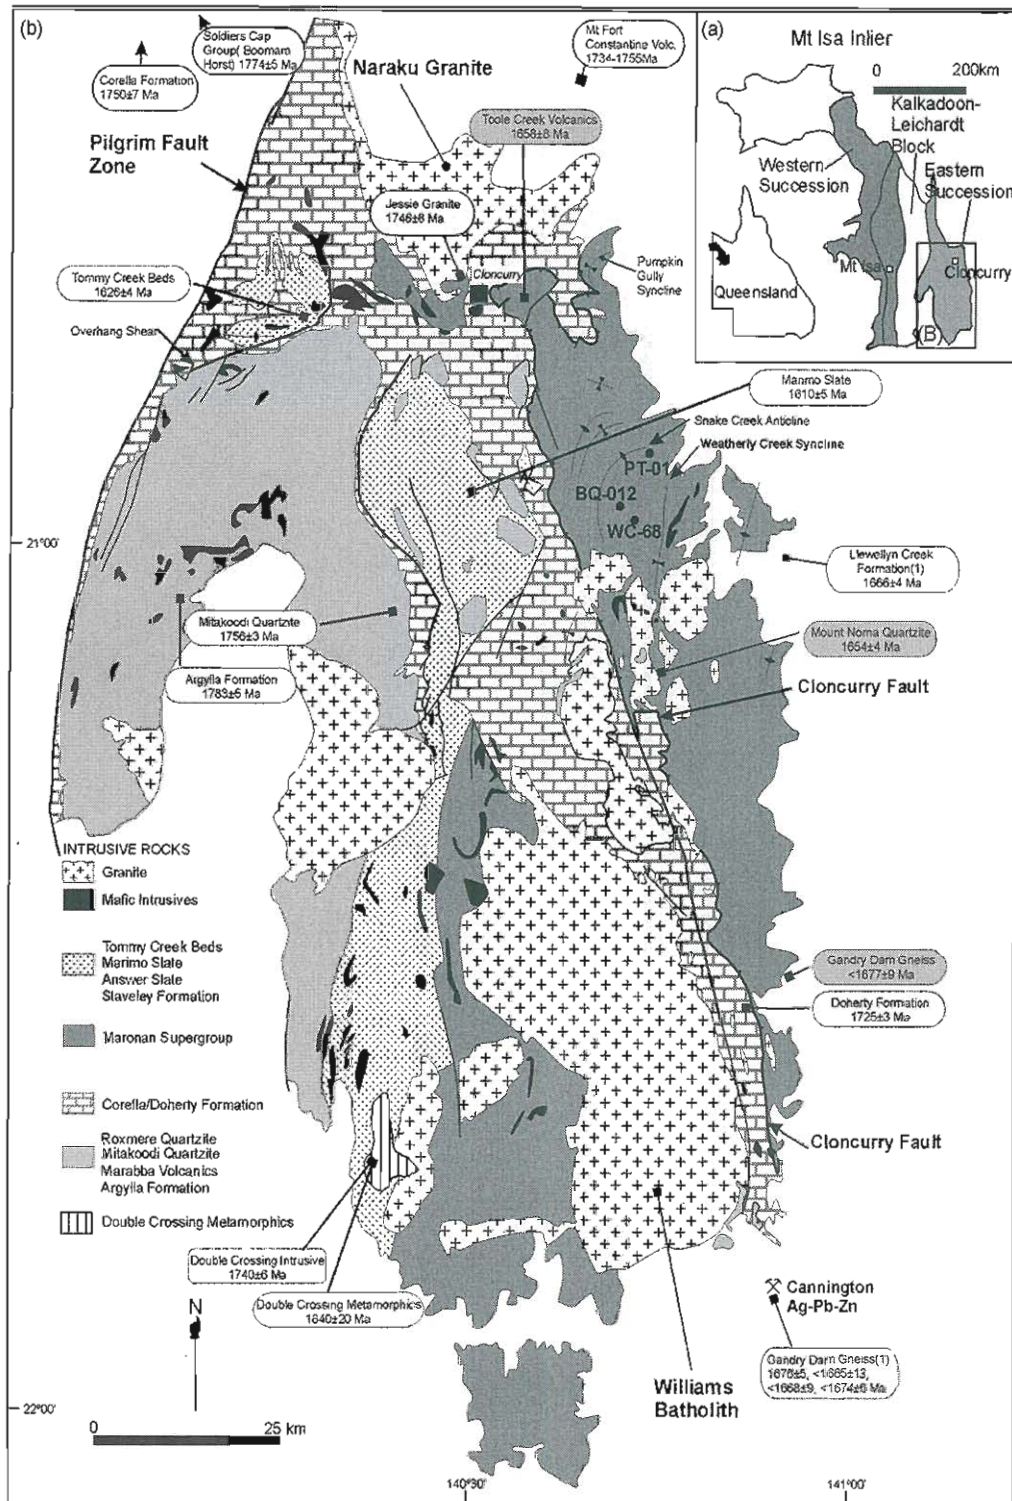 (b)
Soldiers Cap
Group( Boomarra
Horst) 1774±5 Ma
Corella Formation
1750±7 Ma
Naraku Granite
Mt Fort
Constantine Volc.
1734-1755Ma
(a)
Mt Isa Inlier
0 200km
Kalkadoon-
Leichardt
Block
Western
Succession
Eastern
Succession
Mt Isa
Cloncurry
Queensland
(B)
Pilgrim Fault
Zone
Toole Creek Volcanics
1658±8 Ma
Jessie Granite
1746±8 Ma
Cloncurry
Pumpkin
Gully
Syncline
Tommy Creek Beds
1626±4 Ma
Overhang Shear
Marimo Slate
1610±5 Ma
Snake Creek Anticline
Weatherly Creek Syncline
PT-01
BQ-012
WC-68
21°00'
Llewellyn Creek
Formation(1)
1666±4 Ma
Mitakoodi Quartzite
1756±3 Ma
Mount Norna Quartzite
1654±4 Ma
Argylla Formation
1783±5 Ma
Cloncurry Fault
INTRUSIVE ROCKS
Granite
Mafic Intrusives
Tommy Creek Beds
Marimo Slate
Answer Slate
Staveley Formation
Maronan Supergroup
Corella/Doherty Formation
Roxmere Quartzite
Mitakoodi Quartzite
Marabba Volcanics
Argylla Formation
Double Crossing Metamorphics
Gandry Dam Gneiss
<1677±9 Ma
Doherty Formation
1725±3 Ma
Cloncurry Fault
Double Crossing Intrusive
1740±6 Ma
Double Crossing Metamorphics
1840±20 Ma
Cannington
Ag-Pb-Zn
Gandry Dam Gneiss(1)
1676±5, <1665±13,
<1668±9, <1674±6 Ma
Williams
Batholith
N
22°00'
0 25 km
140°30'
141°00'